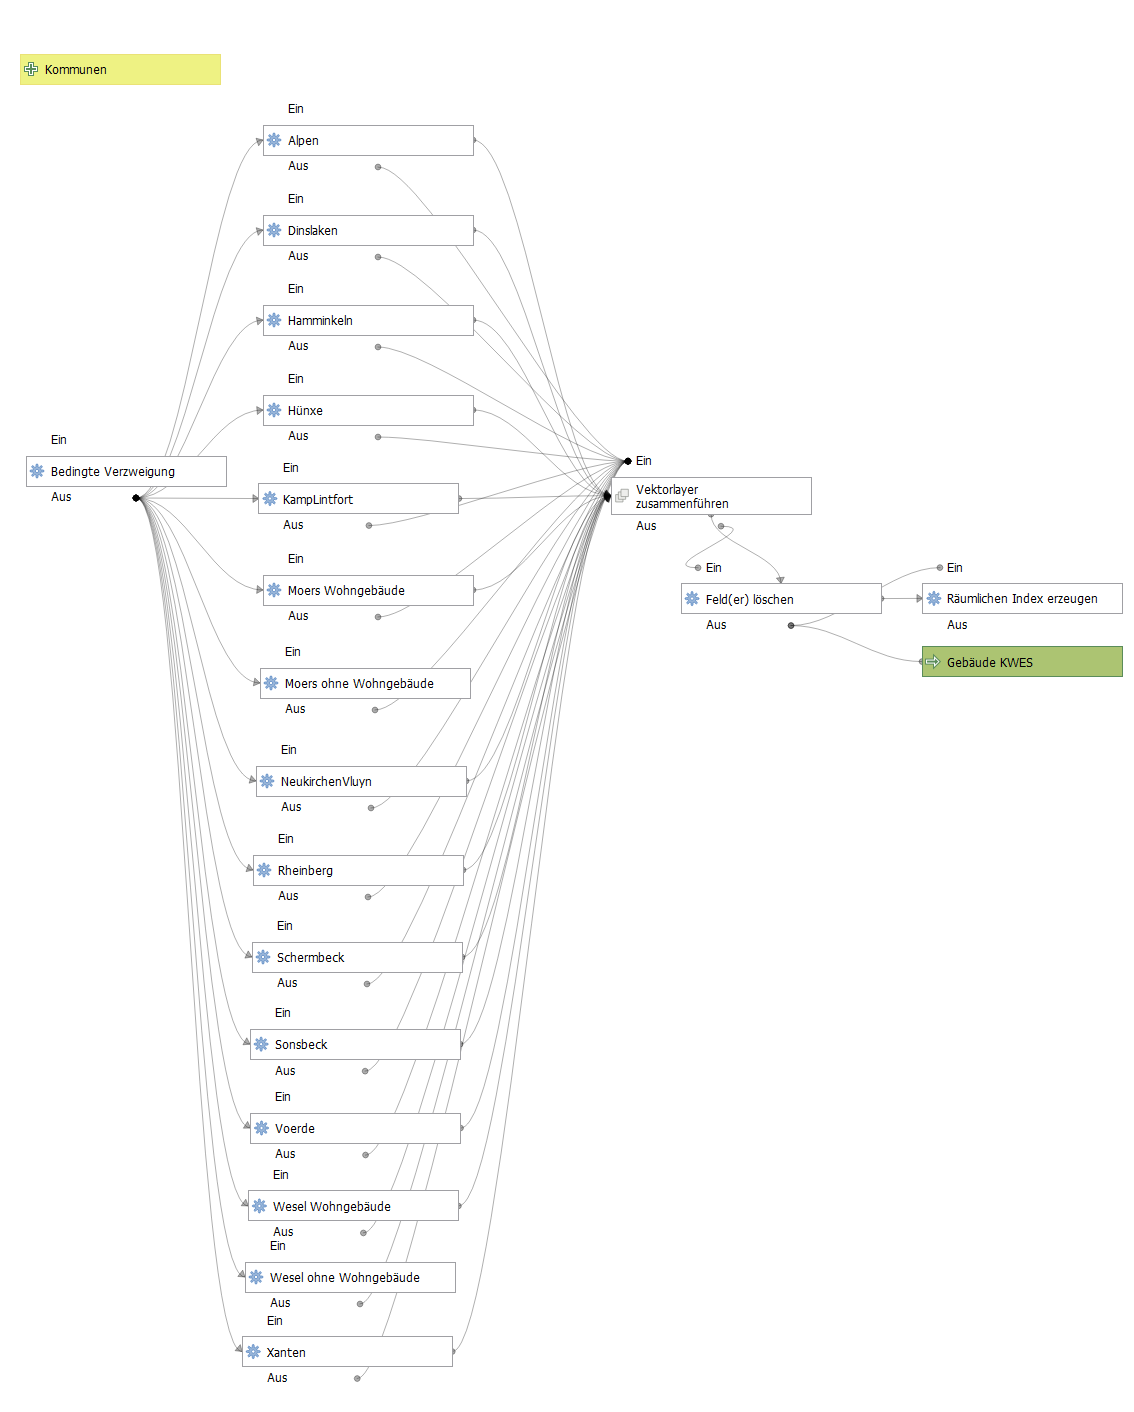 Kommunen
Ein
Alpen
Aus
Ein
Dinslaken
Aus
Ein
Hamminkeln
Aus
Ein
Hünxe
Aus
Ein
Bedingte Verzweigung
Aus
Ein
KampLintfort
Aus
Ein
Moers Wohngebäude
Aus
Ein
Moers ohne Wohngebäude
Aus
Ein
NeukirchenVluyn
Aus
Ein
Rheinberg
Aus
Ein
Schermbeck
Aus
Ein
Sonsbeck
Aus
Ein
Voerde
Aus
Ein
Wesel Wohngebäude
Aus
Ein
Wesel ohne Wohngebäude
Aus
Ein
Xanten
Aus
Ein
Vektorlayer
zusammenführen
Aus
Ein
Feld(er) löschen
Aus
Ein
Räumlichen Index erzeugen
Aus
Gebäude KWES